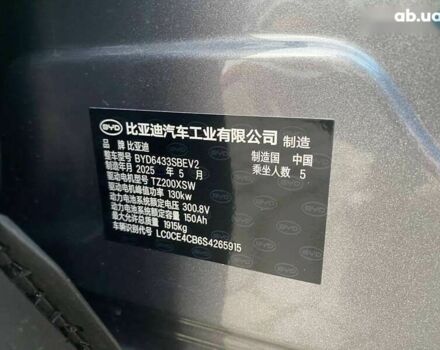 ab.ua
BYD 比亚迪汽车工业有限公司 制造
品 牌 比亚迪 制造国 中国
整车型号 BYD6433SBEV2 乘坐人数 5
制造年月 2025 年 5 月
驱动电机型号 TZ200XSW
驱动电机峰值功率 130kw
动力电池系统额定电压 300.8V
动力电池系统额定容量 150Ah
最大允许总质量 1915kg
车辆识别代号 LC0CE4CB6S4265915